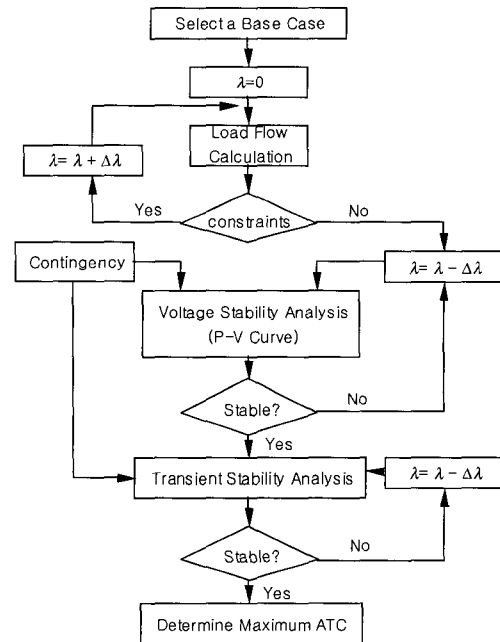 Select a Base Case
λ=0
Load Flow
Calculation
λ= λ + Δλ
Yes
constraints
No
Contingency
λ= λ − Δλ
Voltage Stability Analysis
(P-V Curve)
Stable?
No
Yes
Transient Stability Analysis
λ= λ − Δλ
Stable?
No
Yes
Determine Maximum ATC